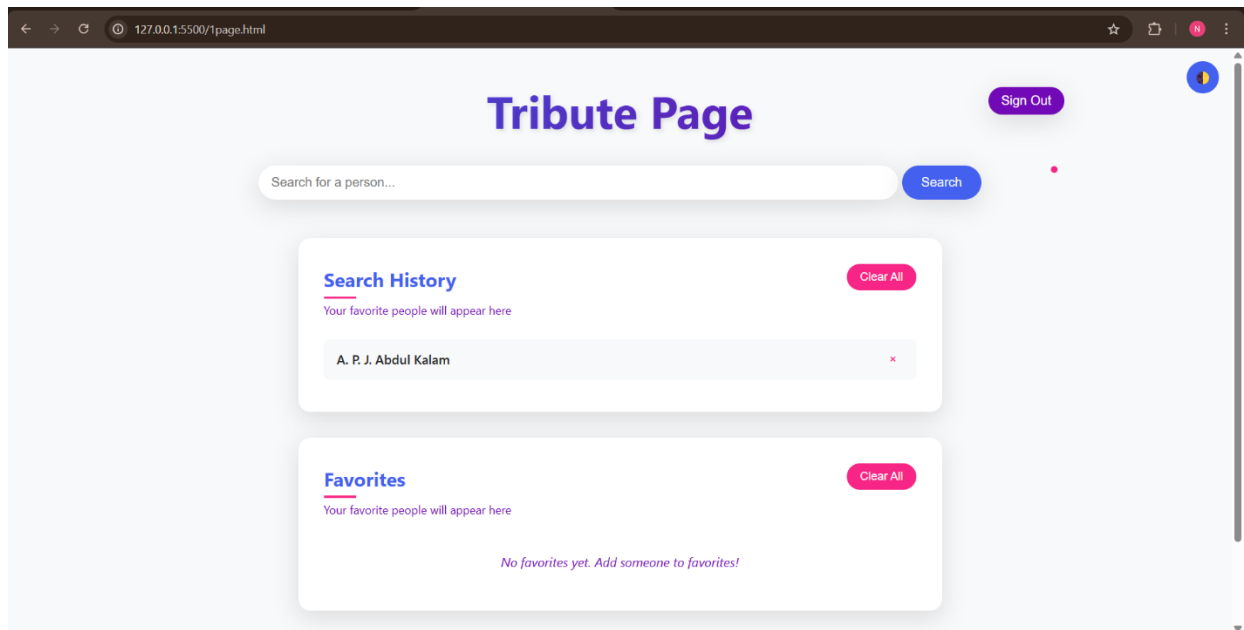 127.0.0.1:5500/1page.html
N
Tribute Page
Sign Out
Search for a person...
Search
Search History
Clear All
Your favorite people will appear here
A. P. J. Abdul Kalam
×
Favorites
Clear All
Your favorite people will appear here
No favorites yet. Add someone to favorites!